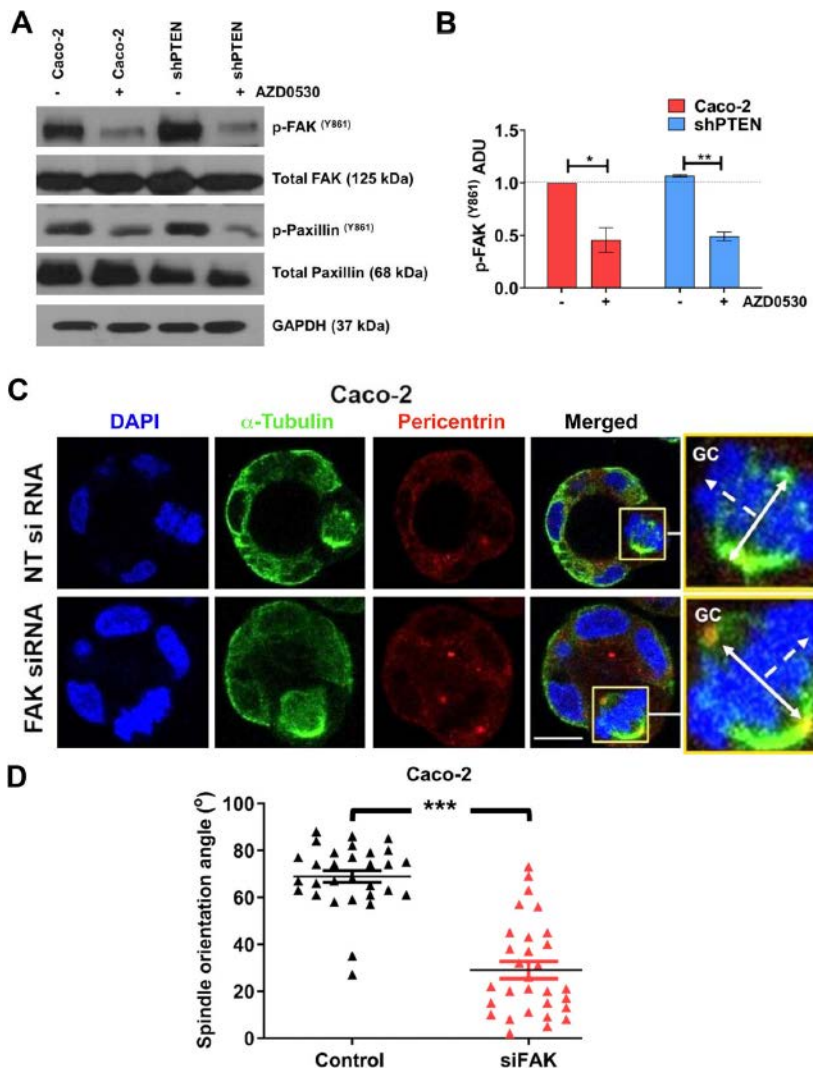 A
Caco-2
Caco-2
shPTEN
shPTEN
- + - + AZD0530
p-FAK (Y861)
Total FAK (125 kDa)
p-Paxillin (Y861)
Total Paxillin (68 kDa)
GAPDH (37 kDa)
B
Caco-2
shPTEN
p-FAK (Y861) ADU
1.5
1.0
0.5
0.0
*
**
- + - + AZD0530
C
Caco-2
DAPI α-Tubulin Pericentrin Merged
NT si RNA
GC
FAK siRNA
GC
D
Caco-2
Spindle orientation angle (°)
100
80
60
40
20
0
***
Control siFAK